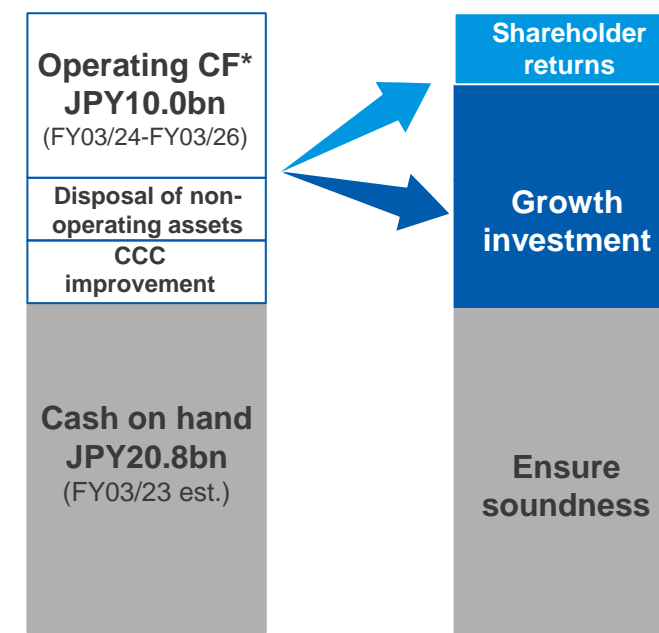 Operating CF*
JPY10.0bn
(FY03/24-FY03/26)
Disposal of non-
operating assets
CCC
improvement
Cash on hand
JPY20.8bn
(FY03/23 est.)
Shareholder
returns
Growth
investment
Ensure
soundness